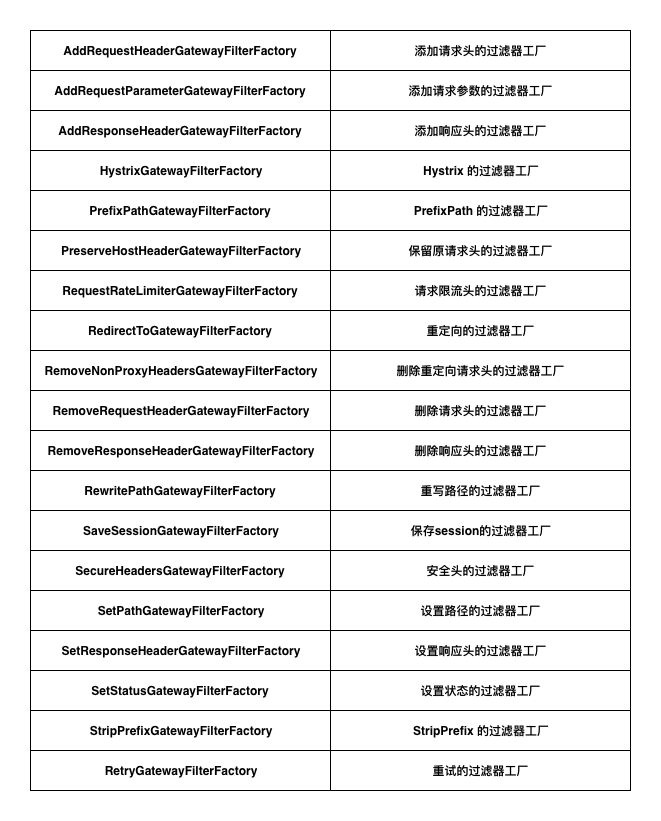 AddRequestHeaderGatewayFilterFactory 添加请求头的过滤器工厂
AddRequestParameterGatewayFilterFactory 添加请求参数的过滤器工厂
AddResponseHeaderGatewayFilterFactory 添加响应头的过滤器工厂
HystrixGatewayFilterFactory Hystrix 的过滤器工厂
PrefixPathGatewayFilterFactory PrefixPath 的过滤器工厂
PreserveHostHeaderGatewayFilterFactory 保留原请求头的过滤器工厂
RequestRateLimiterGatewayFilterFactory 请求限流头的过滤器工厂
RedirectToGatewayFilterFactory 重定向的过滤器工厂
RemoveNonProxyHeadersGatewayFilterFactory 删除重定向请求头的过滤器工厂
RemoveRequestHeaderGatewayFilterFactory 删除请求头的过滤器工厂
RemoveResponseHeaderGatewayFilterFactory 删除响应头的过滤器工厂
RewritePathGatewayFilterFactory 重写路径的过滤器工厂
SaveSessionGatewayFilterFactory 保存session的过滤器工厂
SecureHeadersGatewayFilterFactory 安全头的过滤器工厂
SetPathGatewayFilterFactory 设置路径的过滤器工厂
SetResponseHeaderGatewayFilterFactory 设置响应头的过滤器工厂
SetStatusGatewayFilterFactory 设置状态的过滤器工厂
StripPrefixGatewayFilterFactory StripPrefix 的过滤器工厂
RetryGatewayFilterFactory 重试的过滤器工厂